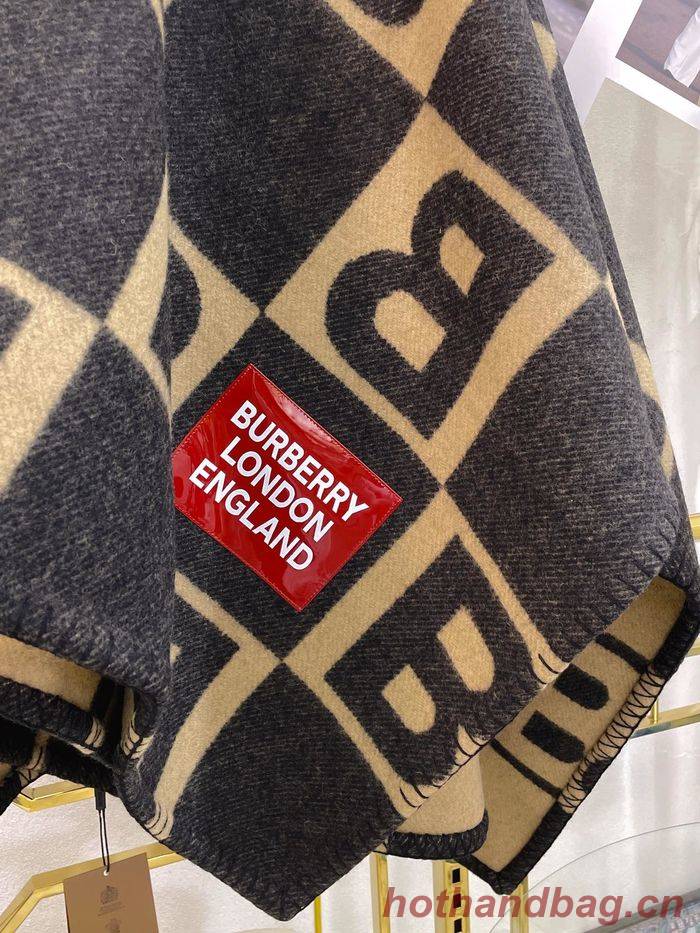 B
BURBERRY
LONDON
ENGLAND
B
hothandbag.cn